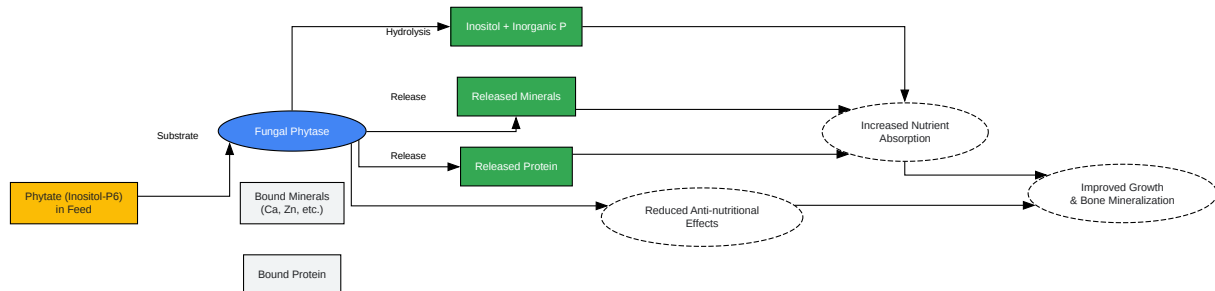 Inositol + Inorganic P
Hydrolysis
Released Minerals
Release
Substrate
Fungal Phytase
Increased Nutrient
Absorption
Release
Released Protein
Phytate (Inositol-P6)
in Feed
Bound Minerals
(Ca, Zn, etc.)
Reduced Anti-nutritional
Effects
Improved Growth
& Bone Mineralization
Bound Protein